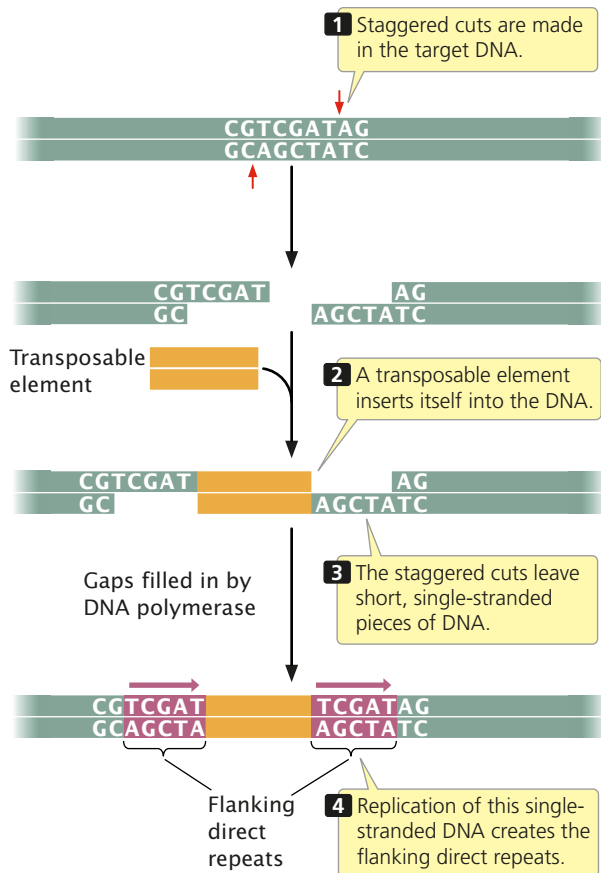 1 Staggered cuts are made
in the target DNA.
CGTCGATAG
GCAGCTATC
CGTCGAT AG
GC AGCTATC
Transposable
element
2 A transposable element
inserts itself into the DNA.
CGTCGAT AG
GC AGCTATC
Gaps filled in by
DNA polymerase
3 The staggered cuts leave
short, single-stranded
pieces of DNA.
CGTCGAT TCGATAG
GCAGCTA AGCTATC
Flanking
direct
repeats
4 Replication of this single-
stranded DNA creates the
flanking direct repeats.